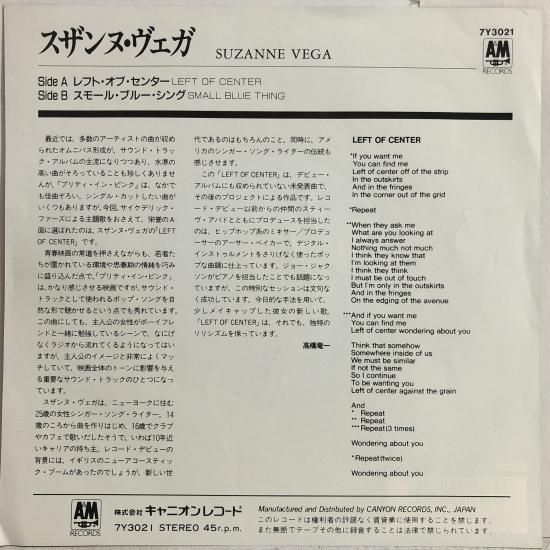 スザンヌ・ヴェガ SUZANNE VEGA
7Y3021
A&M
RECORDS
Side A レフト・オブ・センター LEFT OF CENTER
Side B スモール・ブルー・シング SMALL BLUE THING
最近では、多数のアーティストの曲が収め
られたオムニバス形式が、サウンド・トラッ
ク・アルバムの主流になりつつあり、水準の
高い曲がそろっていることも珍しくありませ
んが、「プリティ・イン・ピンク」は、なかで
も佳曲ぞろい。シングル・カットしたい曲が
いくつもありますが、今回、サイケデリック・
ファーズによる主題歌をおさえて、栄誉のA
面に選ばれたのは、スザンヌ・ヴェガの「LEFT
OF CENTER」です。
青春映画の常道を押さえながらも、若者た
ちが置かれている環境や思春期の情緒を巧み
に盛り込んだ点で、「プリティ・イン・ピンク」
は、かなり感じさせる映画ですが、サウンド・
トラックとして使われるポップ・ソングを自
然な形で聴かせるという点でも秀れています。
この曲にしても、主人公の女性がボーイフレ
ンドと一緒に勉強しているシーンで、なにげ
なくラジオから流れてくるようになってはい
ますが、主人公のイメージと非常によくマッ
チしていて、映画全体のトーンに影響を与え
る重要なサウンド・トラックのひとつになっ
ています。
スザンヌ・ヴェガは、ニューヨークに住む
25歳の女性シンガー・ソング・ライター。14
歳のころから曲を作りはじめ、16歳でクラブ
やカフェで歌いだしたそうで、いわば10年近
いキャリアの持ち主。レコード・デビューの
背景には、イギリスのニューアコースティッ
ク・ブームがあったのでしょうが、新しい世
代であるのはもちろんのこと、同時に、アメ
リカのシンガー・ソング・ライターの伝統も
感じさせます。
この「LEFT OF CENTER」は、デビュー・
アルバムにも収められていない未発表曲で、
その後のプロジェクトによる作品です。レコ
ード・デビュー以前からの仲間のスティー
ヴ・アバドとともにプロデュースを担当した
のは、ヒップホップ系のミキサー／プロデュ
ーサーのアーサー・ベイカーで、デジタル・
インストゥルメントをさりげなく使ったポッ
プな曲調に仕上ています。ジョー・ジャク
ソンがピアノを担当したことでも話題になっ
ていますが、この特別なセッションは文句な
く成功しています。今日的な手法を用いて、
少しメイキャップした彼女の新しい歌、
「LEFT OF CENTER」は、それでも、独特の
リリシズムを保っています。
高橋竜一
LEFT OF CENTER
*If you want me
You can find me
Left of center off of the strip
In the outskirts
And in the fringes
In the corner out of the grid
*Repeat
**When they ask me
What are you looking at
I always answer
Nothing much not much
I think they know that
I'm looking at them
I think they think
I must be out of touch
But I'm only in the outskirts
And in the fringes
On the edging of the avenue
***And if you want me
You can find me
Left of center wondering about you
Think that somehow
Somewhere inside of us
We must be similar
If not the same
So I continue
To be wanting you
Left of center against the grain
And
* Repeat
** Repeat
*** Repeat(3 times)
Wondering about you
*Repeat(twice)
Wondering about you
A&M
RECORDS
株式会社 キャニオンレコード
7Y3021 STEREO 45 r.p.m.
Manufactured and Distributed by CANYON RECORDS, INC., JAPAN
このレコードは権利者の許諾なく賃貸業に使用することを禁じます。
また無断でテープその他に録音することは法律で禁じられています。